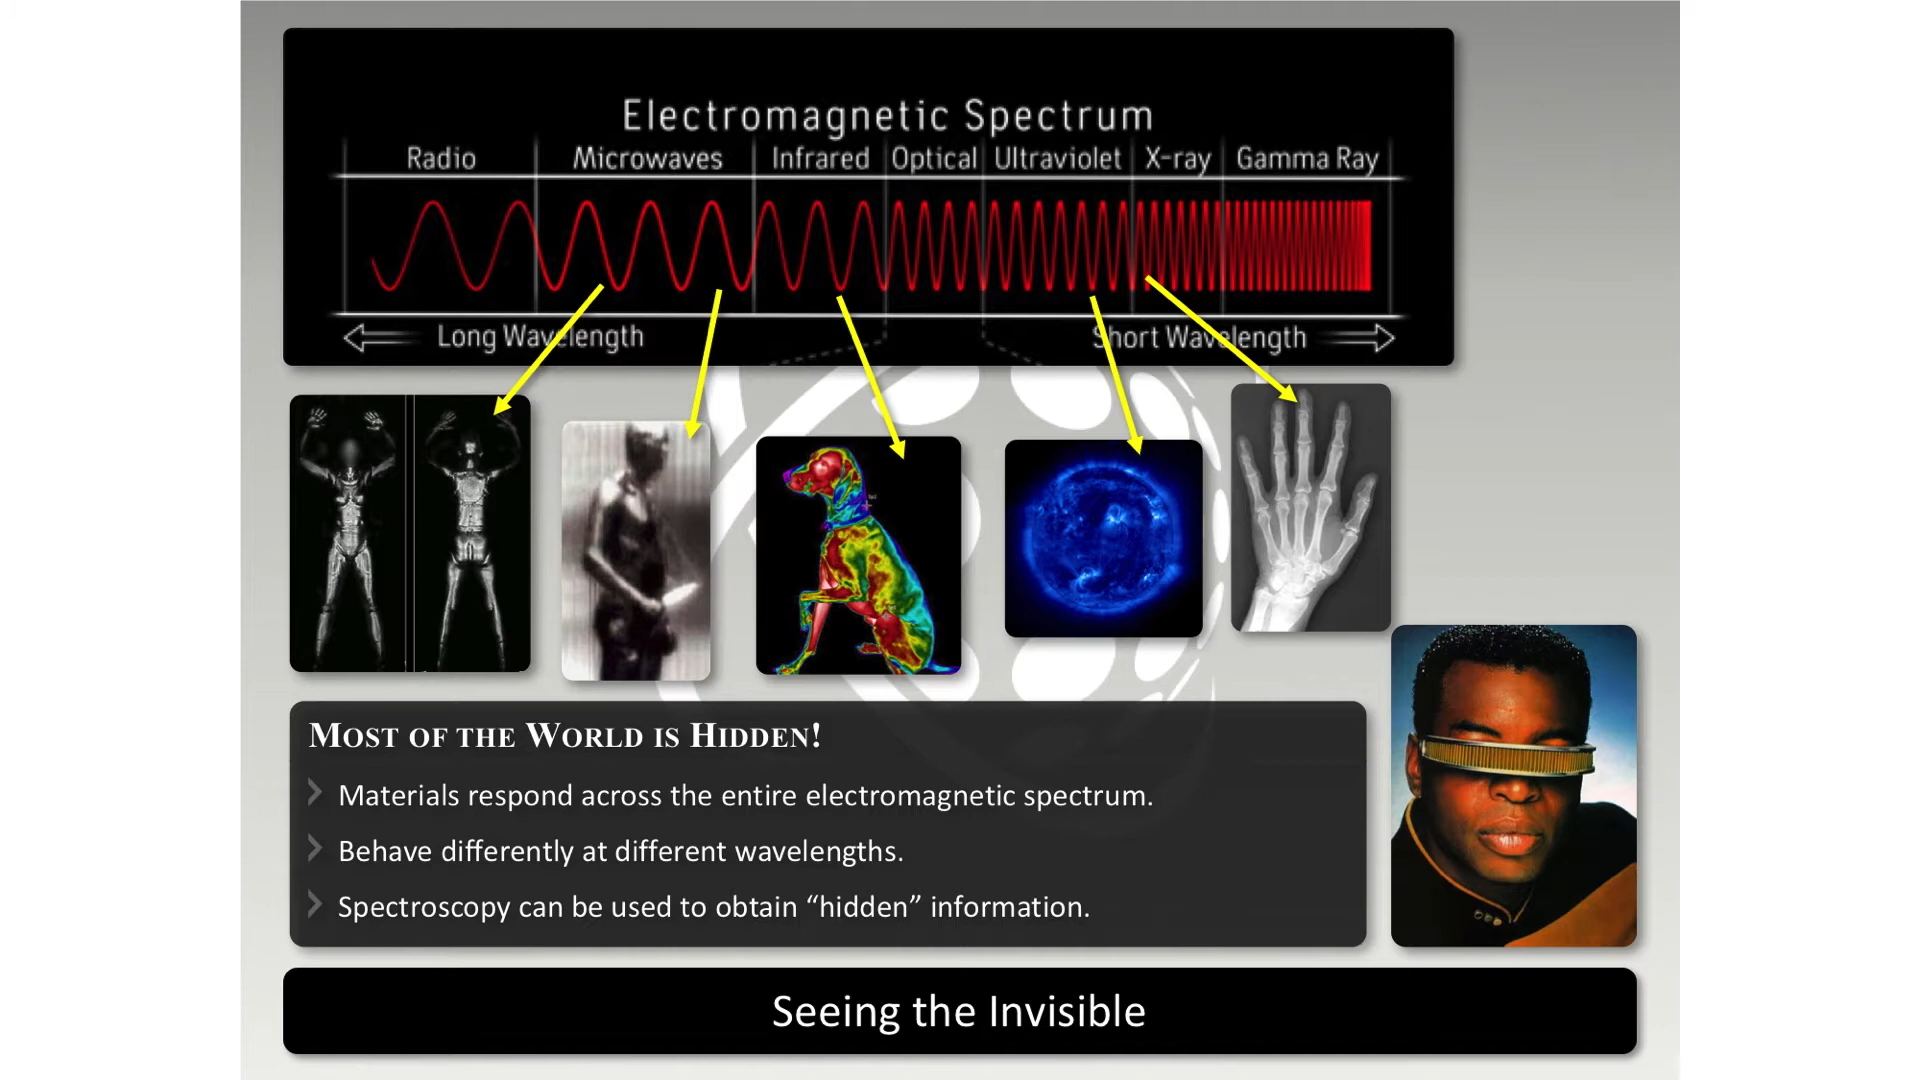 Electromagnetic Spectrum
Radio Microwaves Infrared Optical Ultraviolet X-ray Gamma Ray
Long Wavelength Short Wavelength
MOST OF THE WORLD IS HIDDEN!
Materials respond across the entire electromagnetic spectrum.
Behave differently at different wavelengths.
Spectroscopy can be used to obtain “hidden” information.
Seeing the Invisible